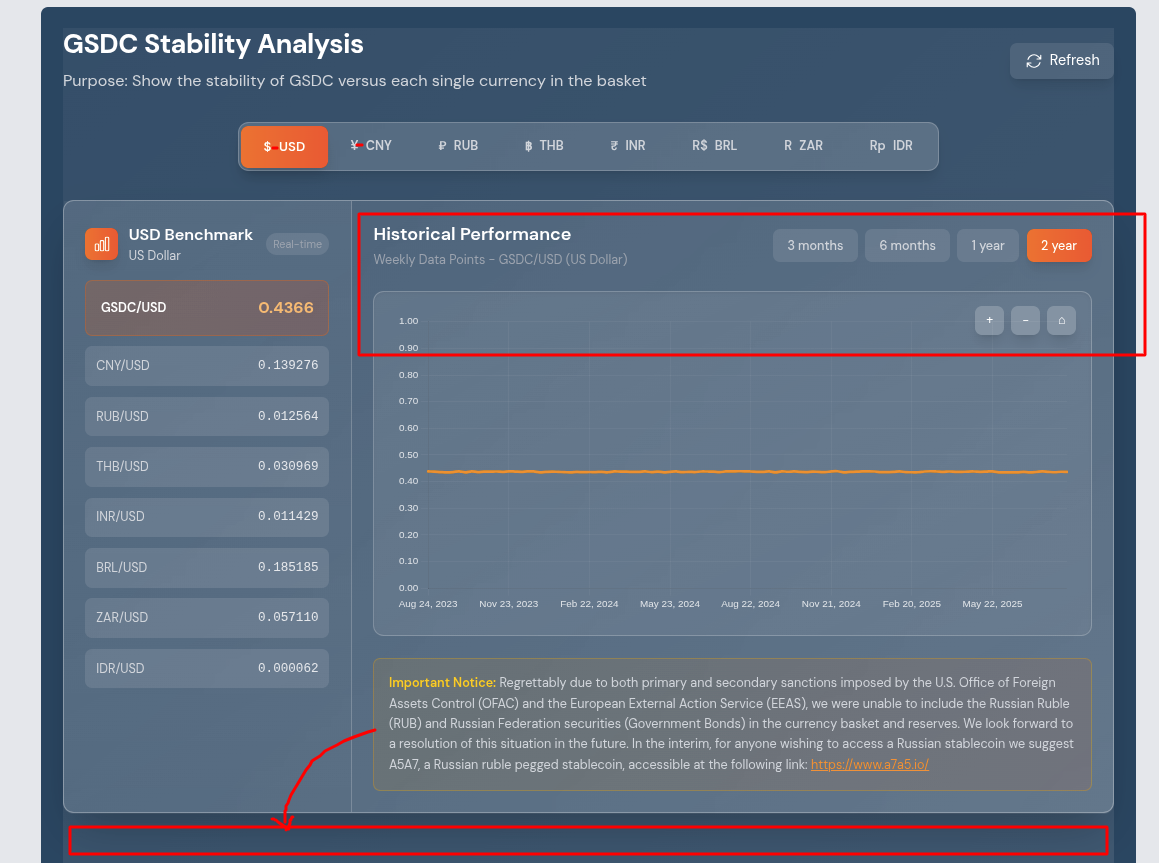 GSDC Stability Analysis
Purpose: Show the stability of GSDC versus each single currency in the basket
Refresh
$ USD
¥ CNY
₽ RUB
฿ THB
₹ INR
R$ BRL
R ZAR
Rp IDR
USD Benchmark
US Dollar
Real-time
GSDC/USD 0.4366
CNY/USD 0.139276
RUB/USD 0.012564
THB/USD 0.030969
INR/USD 0.011429
BRL/USD 0.185185
ZAR/USD 0.057110
IDR/USD 0.000062
Historical Performance
Weekly Data Points – GSDC/USD (US Dollar)
3 months
6 months
1 year
2 year
+
−
⌂
1.00
0.90
0.80
0.70
0.60
0.50
0.40
0.30
0.20
0.10
0.00
Aug 24, 2023 Nov 23, 2023 Feb 22, 2024 May 23, 2024 Aug 22, 2024 Nov 21, 2024 Feb 20, 2025 May 22, 2025
Important Notice: Regrettably due to both primary and secondary sanctions imposed by the U.S. Office of Foreign
Assets Control (OFAC) and the European External Action Service (EEAS), we were unable to include the Russian Ruble
(RUB) and Russian Federation securities (Government Bonds) in the currency basket and reserves. We look forward to
a resolution of this situation in the future. In the interim, for anyone wishing to access a Russian stablecoin we suggest
A5A7, a Russian ruble pegged stablecoin, accessible at the following link: https://www.a7a5.io/